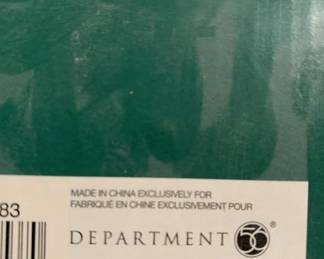 MADE IN CHINA EXCLUSIVELY FOR
FABRIQUÉ EN CHINE EXCLUSIVEMENT POUR
83
DEPARTMENT 56®